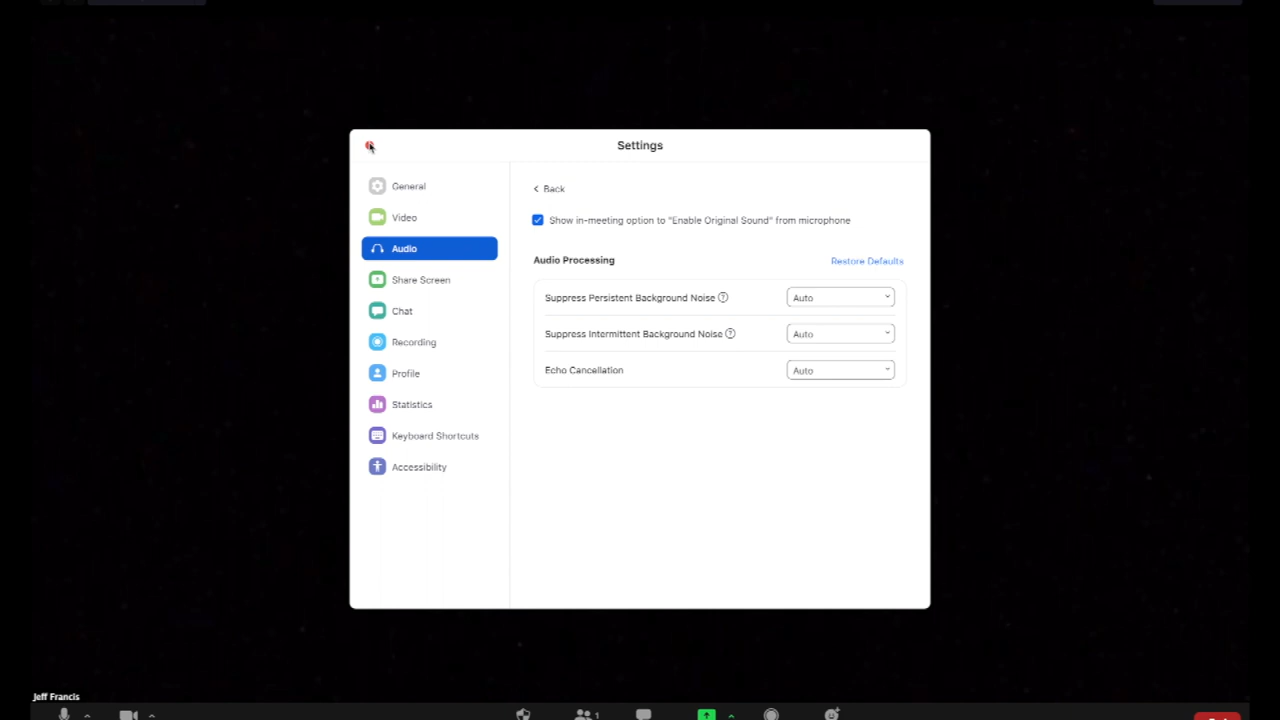 Settings
General
Video
Audio
Share Screen
Chat
Recording
Profile
Statistics
Keyboard Shortcuts
Accessibility
Back
Show in-meeting option to "Enable Original Sound" from microphone
Audio Processing
Restore Defaults
Suppress Persistent Background Noise
Auto
Suppress Intermittent Background Noise
Auto
Echo Cancellation
Auto
Jeff Francis
1